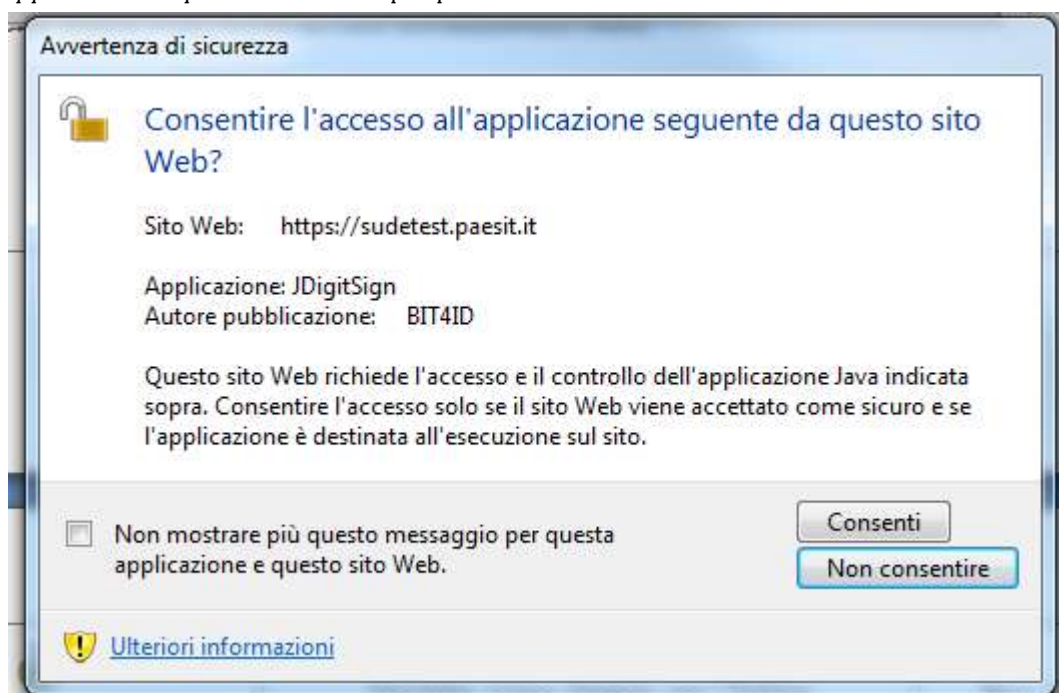 Avvertenza di sicurezza
Consentire l'accesso all'applicazione seguente da questo sito
Web?
Sito Web: https://sudetest.paesit.it
Applicazione: JDigitSign
Autore pubblicazione: BIT4ID
Questo sito Web richiede l'accesso e il controllo dell'applicazione Java indicata
sopra. Consentire l'accesso solo se il sito Web viene accettato come sicuro e se
l'applicazione è destinata all'esecuzione sul sito.
Non mostrare più questo messaggio per questa
applicazione e questo sito Web.
Consenti
Non consentire
Ulteriori informazioni